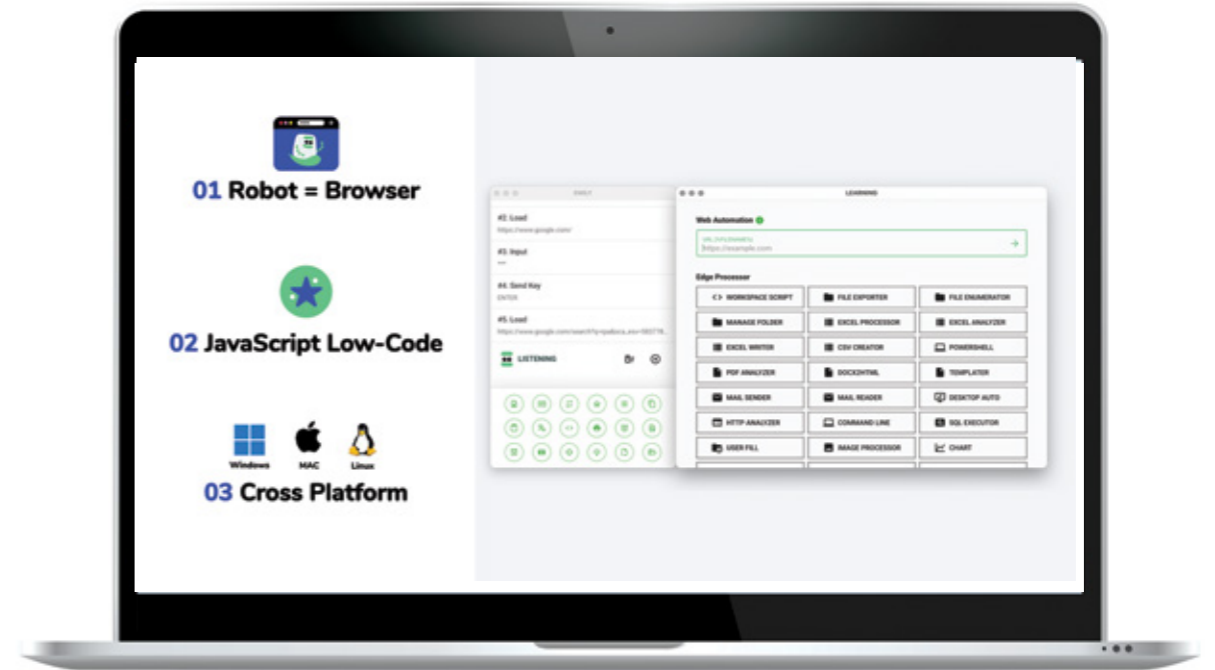 01 Robot = Browser
02 JavaScript Low-Code
Windows
MAC
Linux
03 Cross Platform
#2. Load
https://www.google.com/
#3. Input
#4. Send Key
ENTER
#5. Load
LISTENING
LEARNING
Web Automation
https://example.com
Edge Processor
<> WORKSPACE SCRIPT
FILE EXPORTER
FILE ENUMERATOR
MANAGE FOLDER
EXCEL PROCESSOR
EXCEL ANALYZER
EXCEL WRITER
CSV CREATOR
POWERSHELL
PDF ANALYZER
DOCX2HTML
TEMPLATER
MAIL SENDER
MAIL READER
DESKTOP AUTO
HTTP ANALYZER
COMMAND LINE
SQL EXECUTOR
USER FILL
IMAGE PROCESSOR
CHART